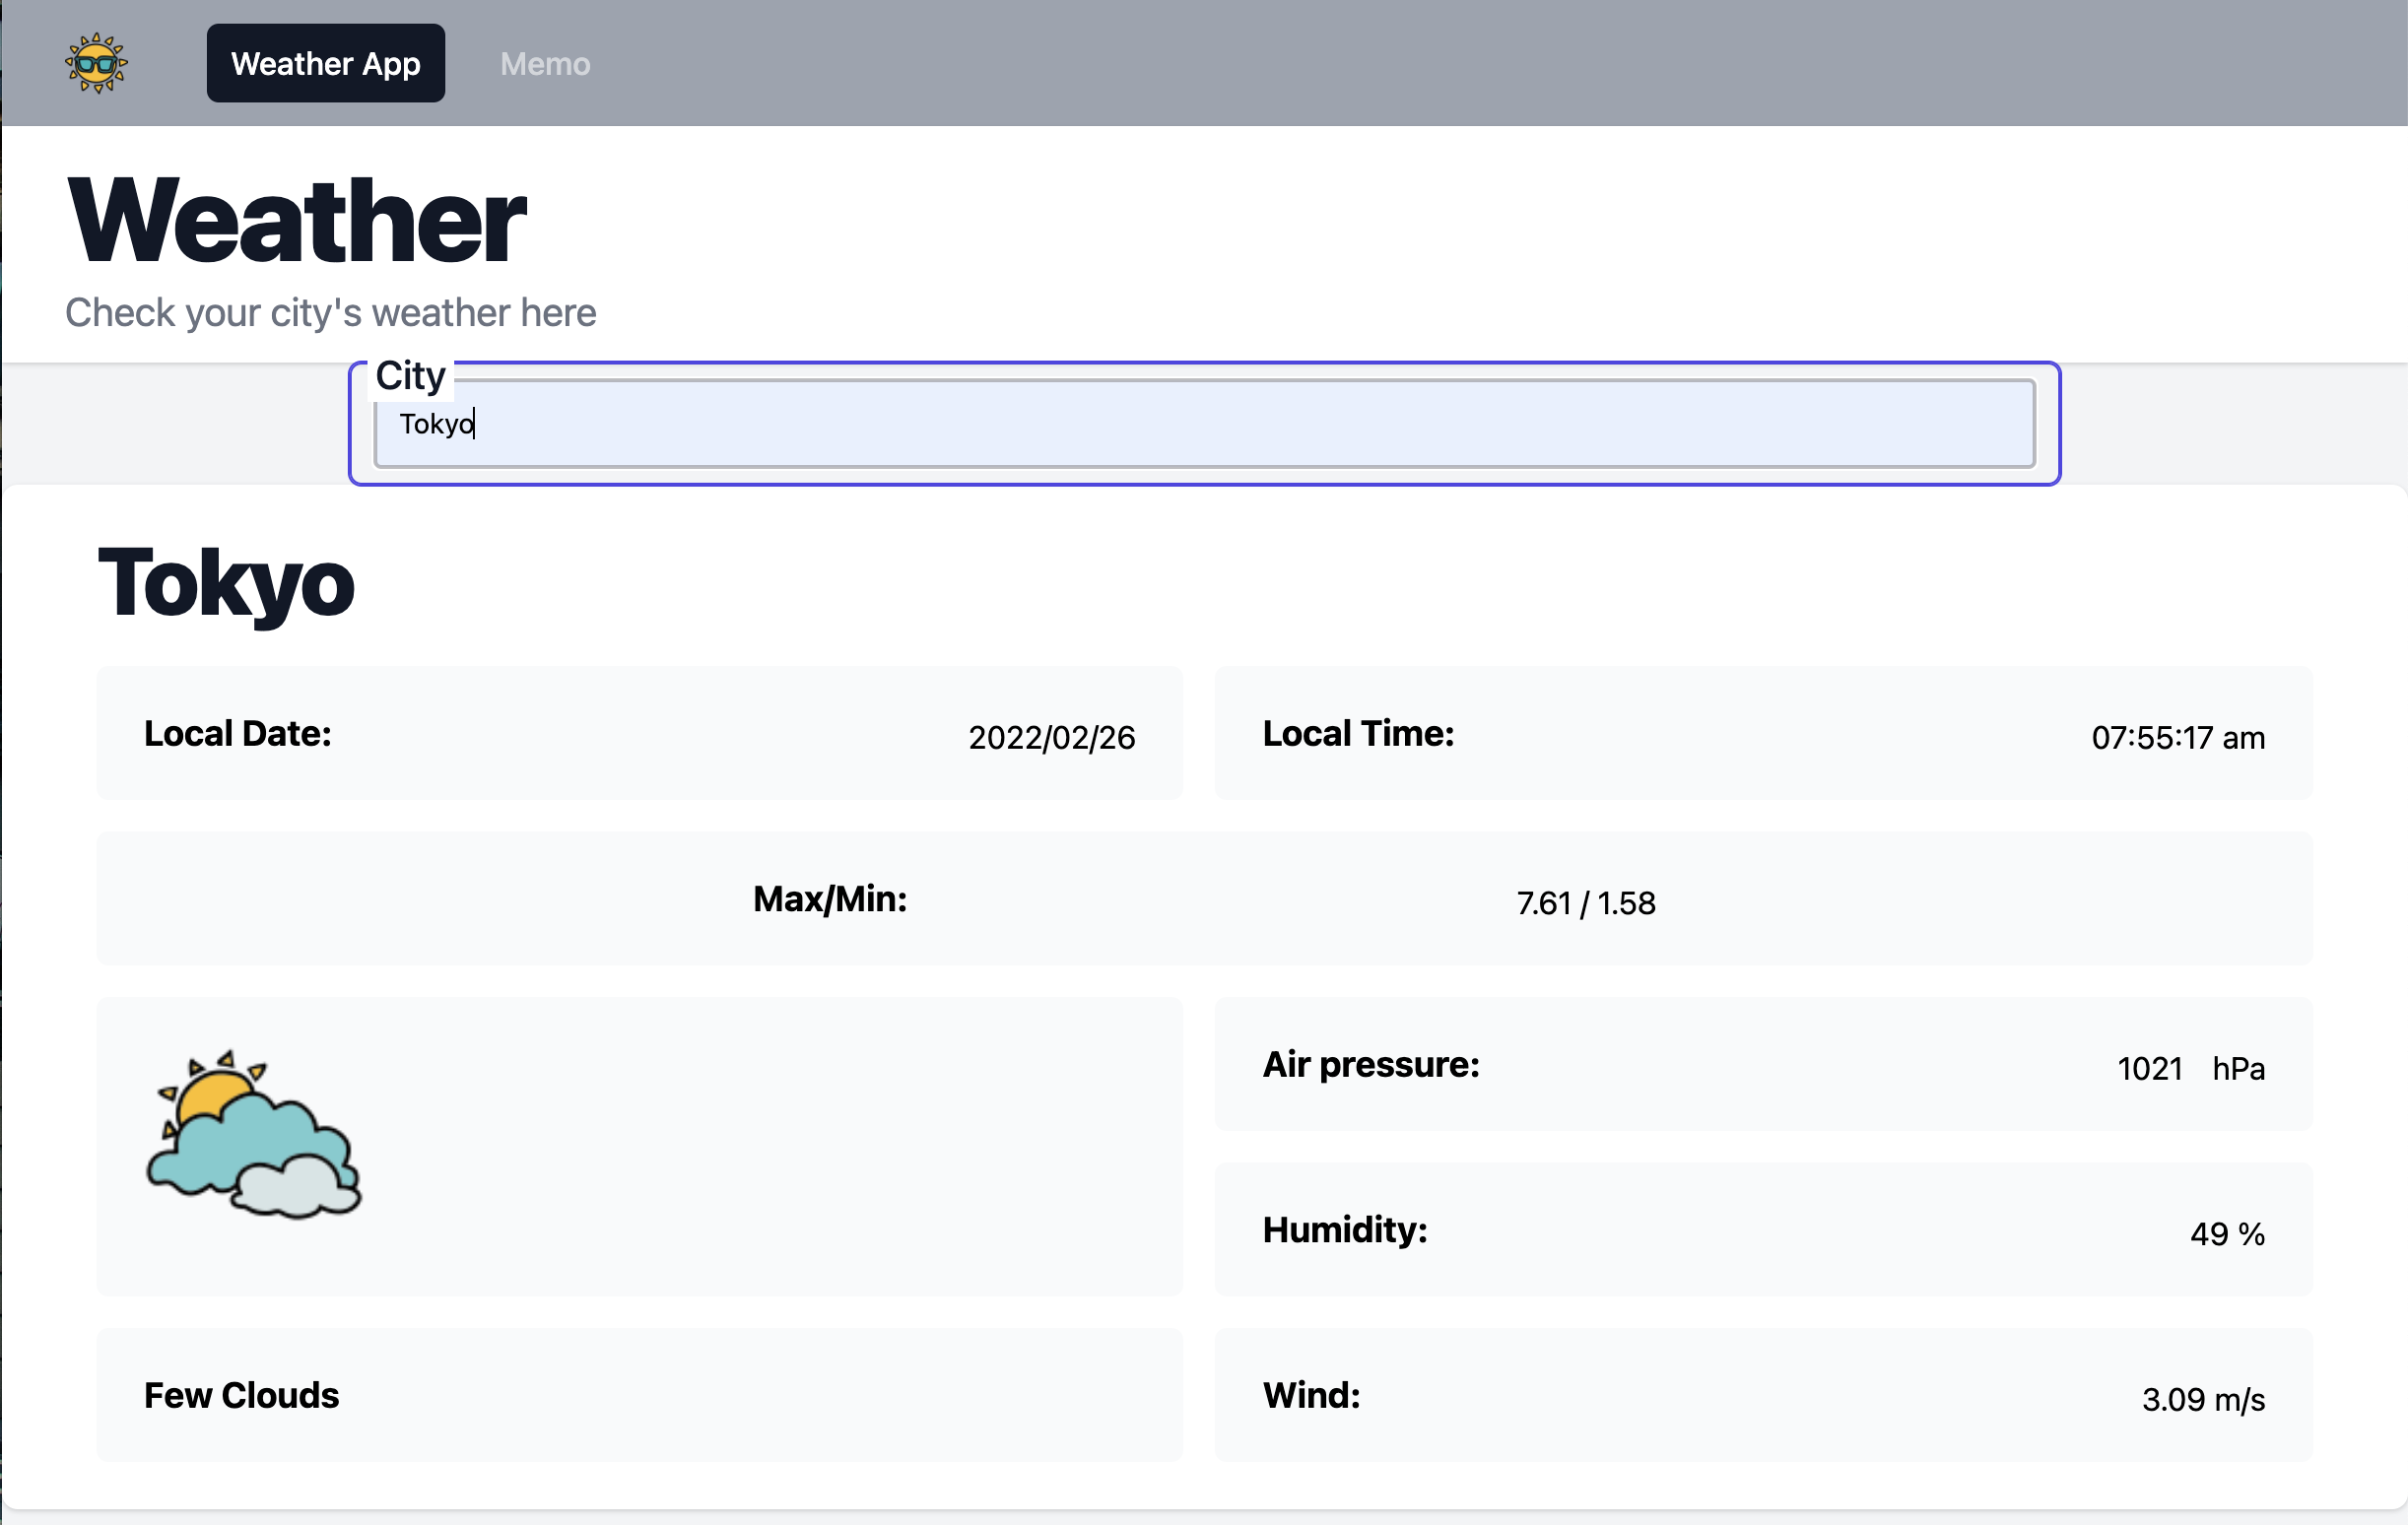 Weather App Memo
Weather
Check your city's weather here
City
Tokyo
Tokyo
Local Date: 2022/02/26
Local Time: 07:55:17 am
Max/Min: 7.61 / 1.58
Air pressure: 1021 hPa
Humidity: 49 %
Few Clouds
Wind: 3.09 m/s